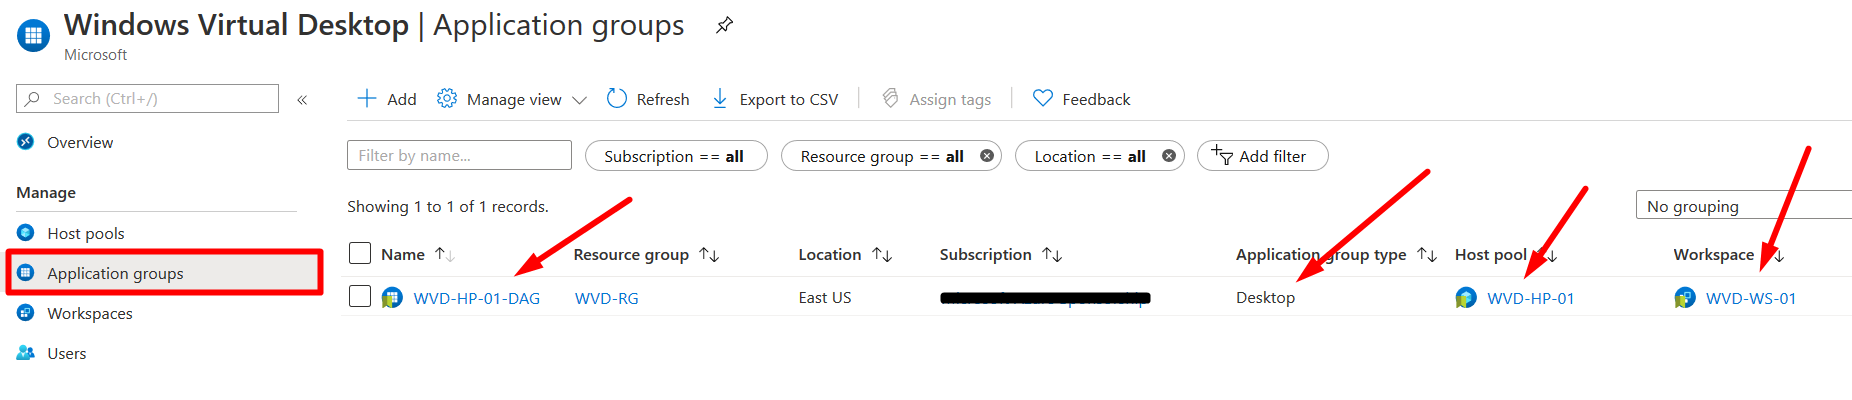 Windows Virtual Desktop | Application groups
Microsoft
Search (Ctrl+/)
«
Add
Manage view
Refresh
Export to CSV
Assign tags
Feedback
Overview
Filter by name...
Subscription == all
Resource group == all
Location == all
Add filter
Manage
Showing 1 to 1 of 1 records.
No grouping
Host pools
Application groups
Workspaces
Users
Name
Resource group
Location
Subscription
Application group type
Host pool
Workspace
WVD-HP-01-DAG
WVD-RG
East US
Desktop
WVD-HP-01
WVD-WS-01